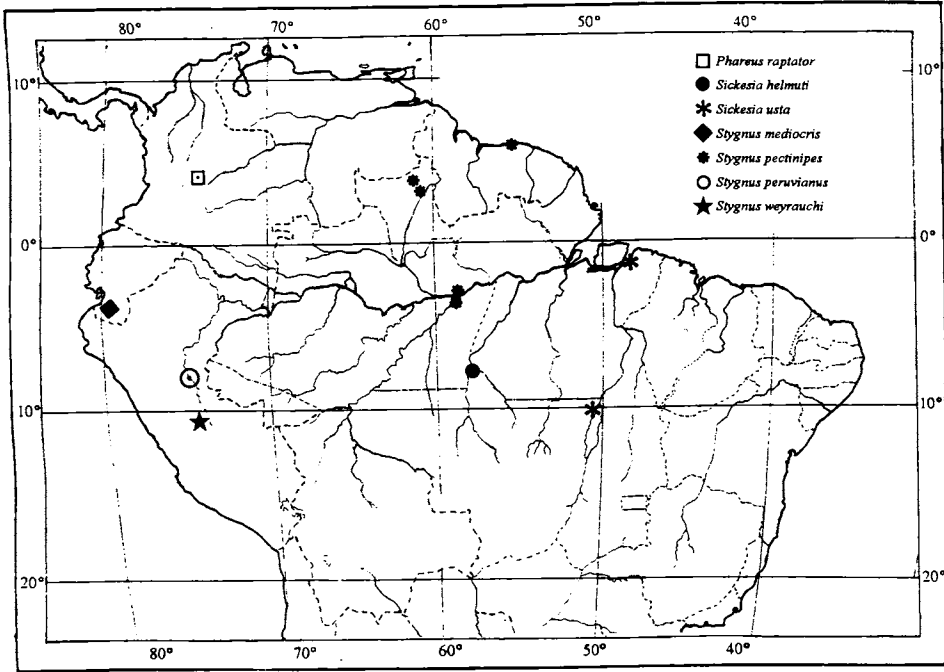 80° 70° 60° 50° 40°
10° 10°
Phareus raptator
Sickesia helmuti
Sickesia usta
Stygnus mediocris
Stygnus pectinipes
Stygnus peruvianus
Stygnus weyrauchi
0° 0°
10° 10°
20° 20°
80° 70° 60° 50° 40°